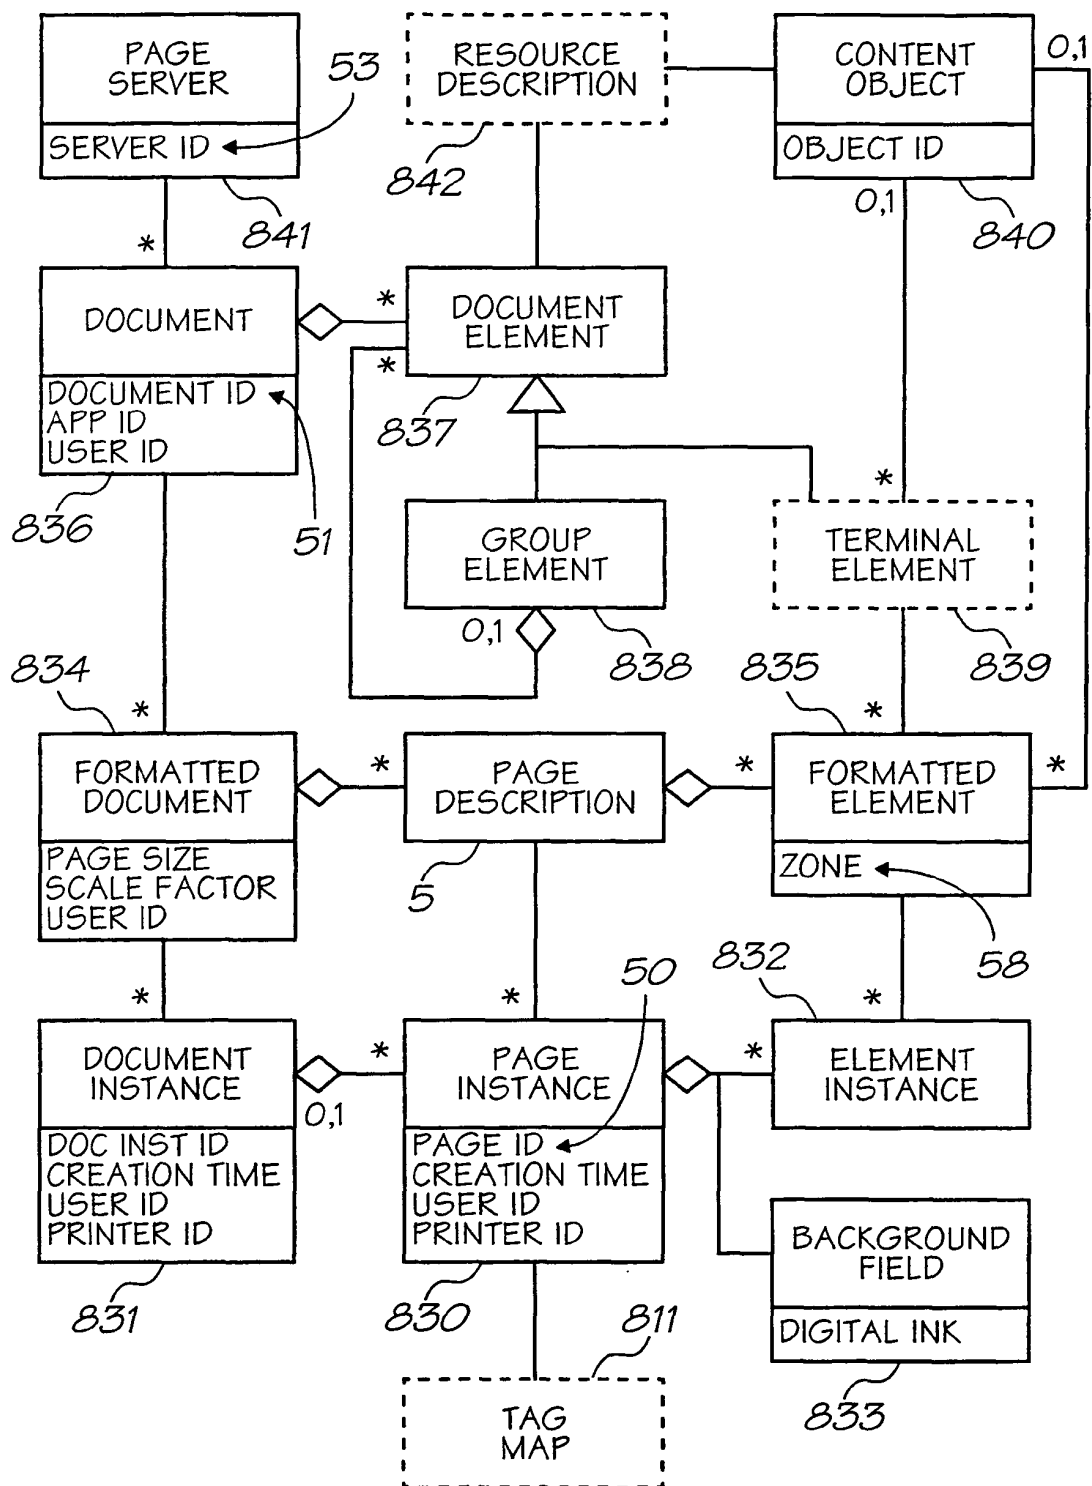 PAGE
SERVER
53
SERVER ID
841
*
RESOURCE
DESCRIPTION
842
CONTENT
OBJECT
0,1
OBJECT ID
0,1
840
DOCUMENT
*
DOCUMENT
ELEMENT
*
837
DOCUMENT ID
APP ID
USER ID
836
51
GROUP
ELEMENT
0,1
838
*
TERMINAL
ELEMENT
839
834
*
FORMATTED
DOCUMENT
*
PAGE SIZE
SCALE FACTOR
USER ID
PAGE
DESCRIPTION
*
5
835
*
FORMATTED
ELEMENT
*
ZONE
58
*
DOCUMENT
INSTANCE
0,1
*
DOC INST ID
CREATION TIME
USER ID
PRINTER ID
831
50
*
PAGE
INSTANCE
*
PAGE ID
CREATION TIME
USER ID
PRINTER ID
830
832
*
ELEMENT
INSTANCE
BACKGROUND
FIELD
DIGITAL INK
833
811
TAG
MAP